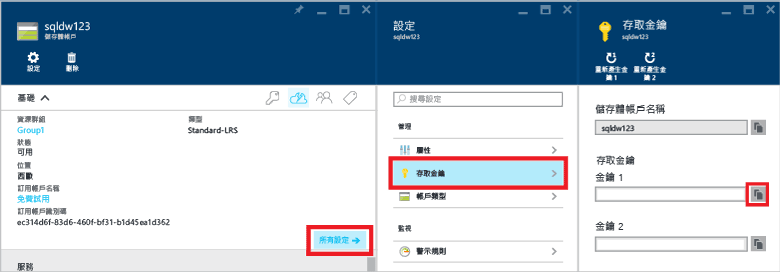 sqldw123
儲存體帳戶
設定
刪除
基礎
資源群組
Group1
狀態
可用
位置
西歐
訂用帳戶名稱
免費試用
訂用帳戶識別碼
ec314d6f-83d6-460f-bf31-b1d45ea1d362
類型
Standard-LRS
所有設定
服務
設定
sqldw123
搜尋設定
管理
屬性
存取金鑰
帳戶類型
監視
警示規則
存取金鑰
sqldw123
重新產生金
鑰 1
重新產生金
鑰 2
儲存體帳戶名稱
sqldw123
存取金鑰
金鑰 1
金鑰 2